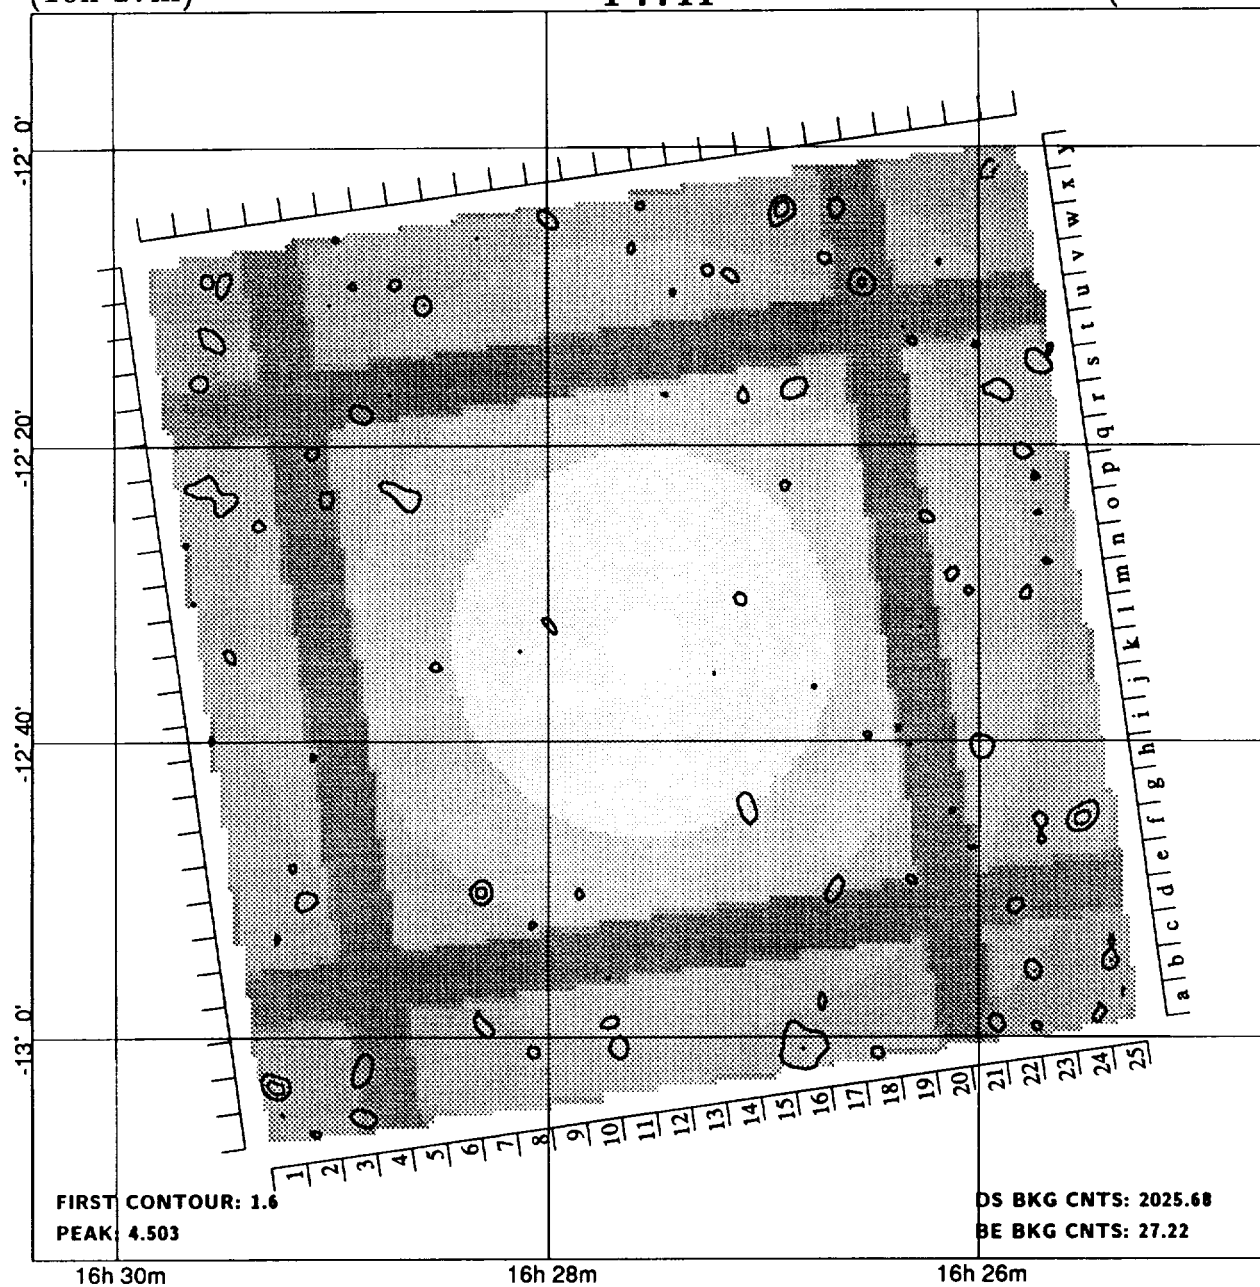 -12° 0'
y
x
w
v
u
t
s
r
-12° 20'
q
p
o
n
m
l
k
j
i
-12° 40'
h
g
f
e
d
c
b
a
-13° 0'
1 2 3 4 5 6 7 8 9 10 11 12 13 14 15 16 17 18 19 20 21 22 23 24 25
FIRST CONTOUR: 1.6
PEAK: 4.503
DS BKG CNTS: 2025.68
BE BKG CNTS: 27.22
16h 30m 16h 28m 16h 26m